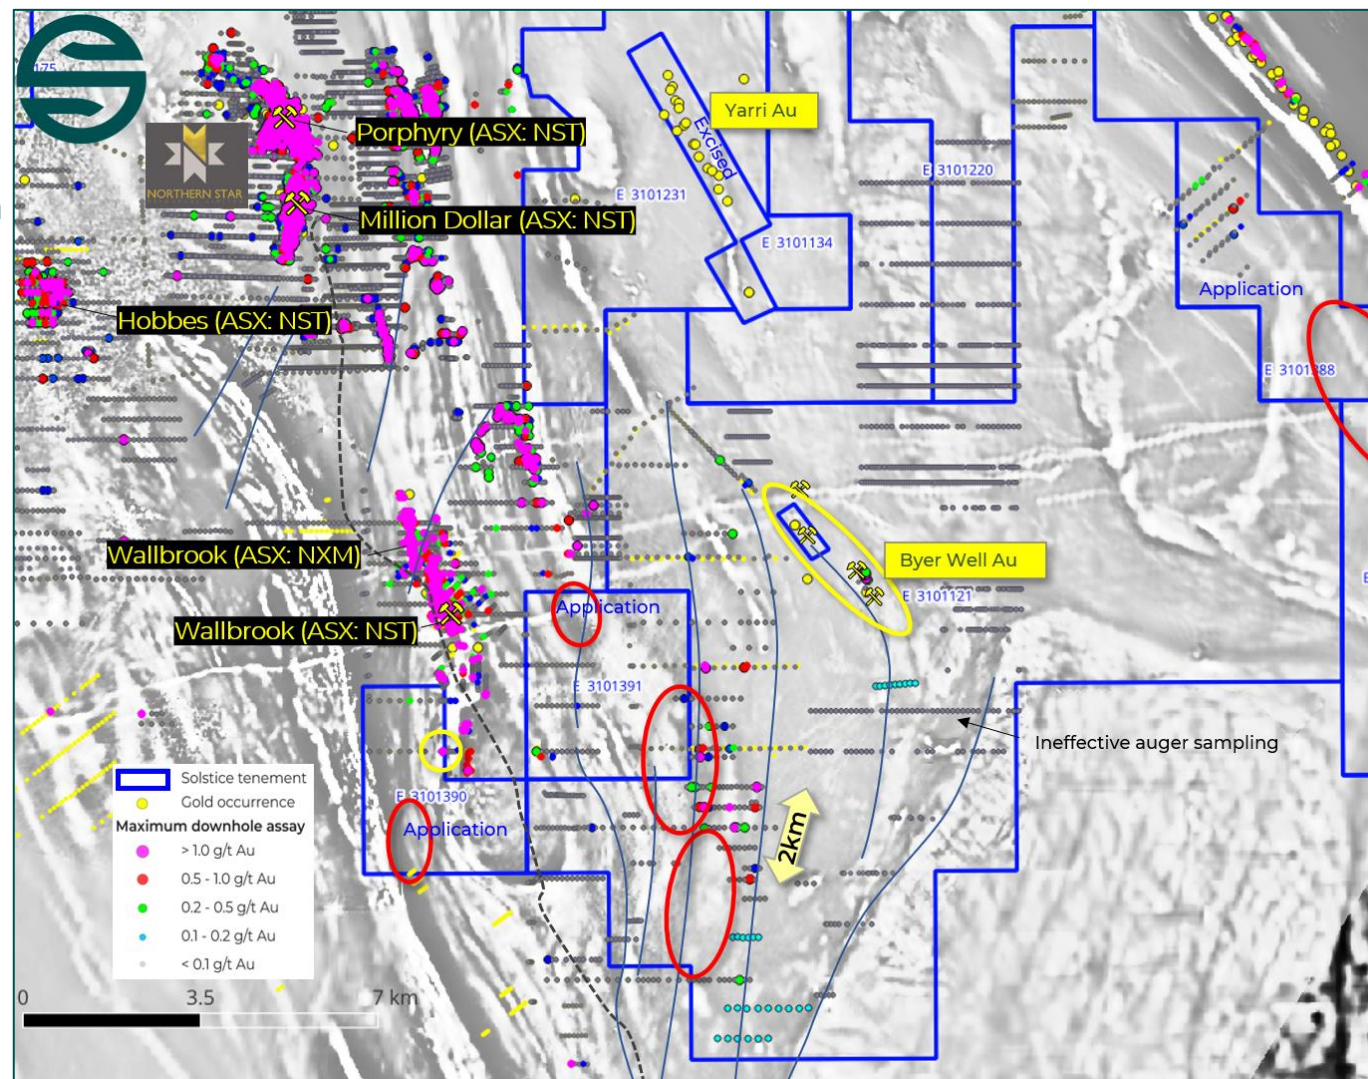 175
NORTHERN STAR
Porphyry (ASX: NST)
Million Dollar (ASX: NST)
Hobbes (ASX: NST)
Yarri Au
Excised
E 3101231
E 3101134
E 3101220
Application
E 3101388
Wallbrook (ASX: NXM)
Wallbrook (ASX: NST)
Byer Well Au
E 3101121
Application
E 3101391
Ineffective auger sampling
E 3101390
Application
2km
Solstice tenement
Gold occurrence
Maximum downhole assay
> 1.0 g/t Au
0.5 - 1.0 g/t Au
0.2 - 0.5 g/t Au
0.1 - 0.2 g/t Au
< 0.1 g/t Au
0 3.5 7 km